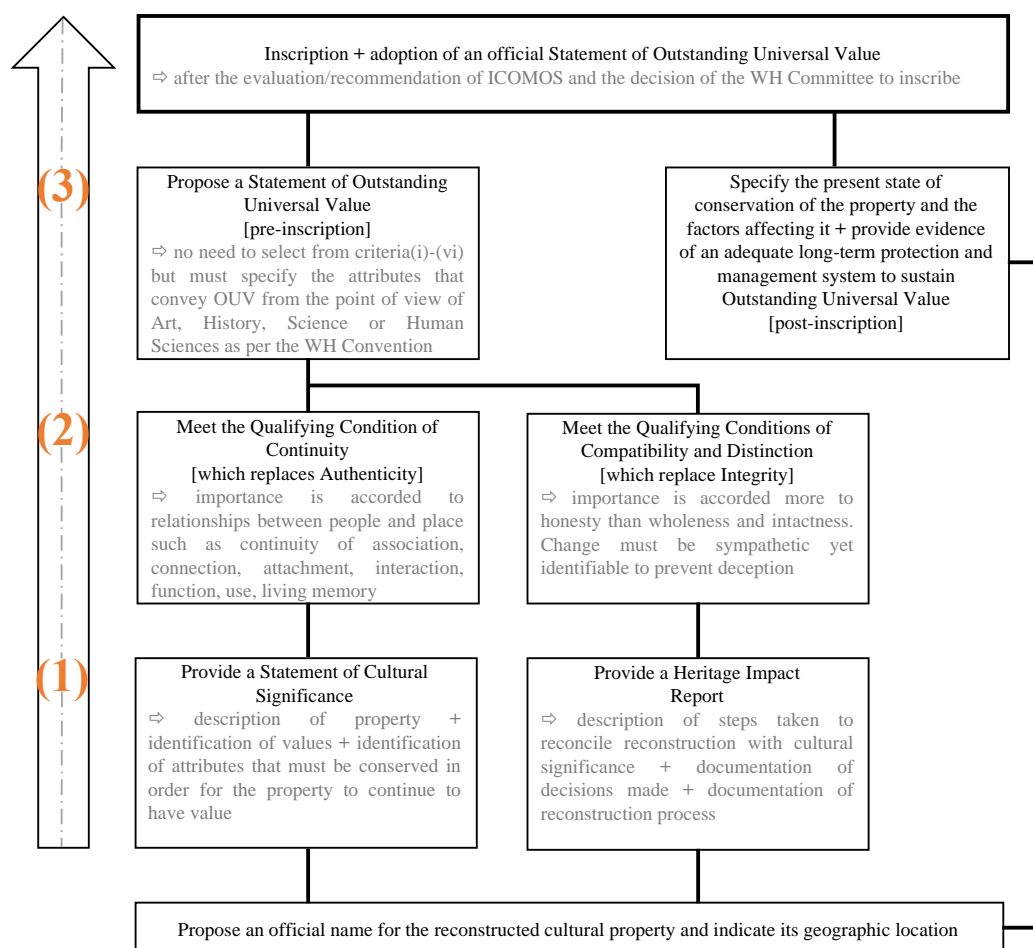 Inscription + adoption of an official Statement of Outstanding Universal Value
⇨ after the evaluation/recommendation of ICOMOS and the decision of the WH Committee to inscribe
(3)
Propose a Statement of Outstanding
Universal Value
[pre-inscription]
⇨ no need to select from criteria(i)-(vi)
but must specify the attributes that
convey OUV from the point of view of
Art, History, Science or Human
Sciences as per the WH Convention
Specify the present state of
conservation of the property and the
factors affecting it + provide evidence
of an adequate long-term protection and
management system to sustain
Outstanding Universal Value
[post-inscription]
(2)
Meet the Qualifying Condition of
Continuity
[which replaces Authenticity]
⇨ importance is accorded to
relationships between people and place
such as continuity of association,
connection, attachment, interaction,
function, use, living memory
Meet the Qualifying Conditions of
Compatibility and Distinction
[which replace Integrity]
⇨ importance is accorded more to
honesty than wholeness and intactness.
Change must be sympathetic yet
identifiable to prevent deception
(1)
Provide a Statement of Cultural
Significance
⇨ description of property +
identification of values + identification
of attributes that must be conserved in
order for the property to continue to
have value
Provide a Heritage Impact
Report
⇨ description of steps taken to
reconcile reconstruction with cultural
significance + documentation of
decisions made + documentation of
reconstruction process
Propose an official name for the reconstructed cultural property and indicate its geographic location